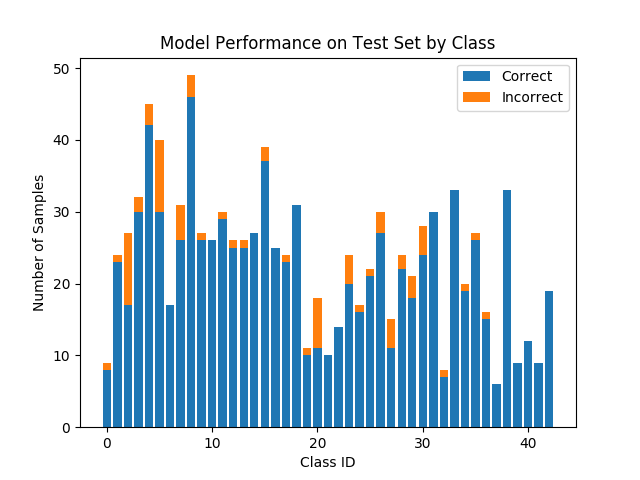 Model Performance on Test Set by Class
Correct
Incorrect
Number of Samples
50
40
30
20
10
0
0 10 20 30 40
Class ID